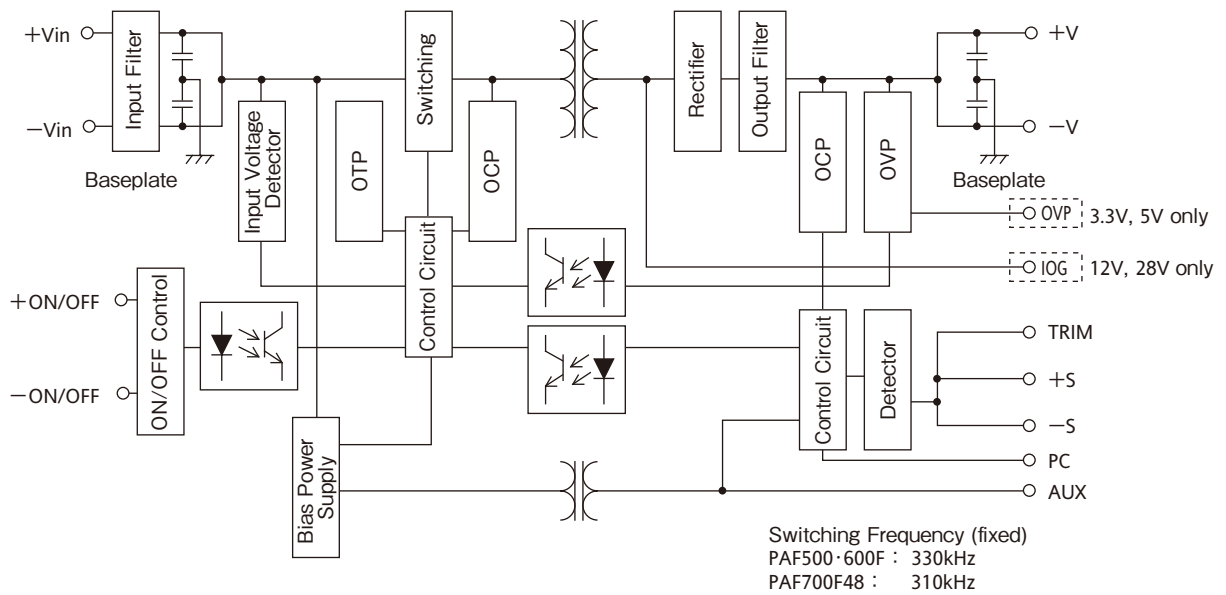 +Vin
−Vin
Input Filter
Baseplate
Input Voltage
Detector
OTP
Switching
OCP
Control Circuit
Rectifier
Output Filter
OCP
OVP
+V
−V
Baseplate
OVP 3.3V, 5V only
IOG 12V, 28V only
+ON/OFF
−ON/OFF
ON/OFF Control
Bias Power
Supply
Control Circuit
Detector
TRIM
+S
−S
PC
AUX
Switching Frequency (fixed)
PAF500·600F : 330kHz
PAF700F48 : 310kHz